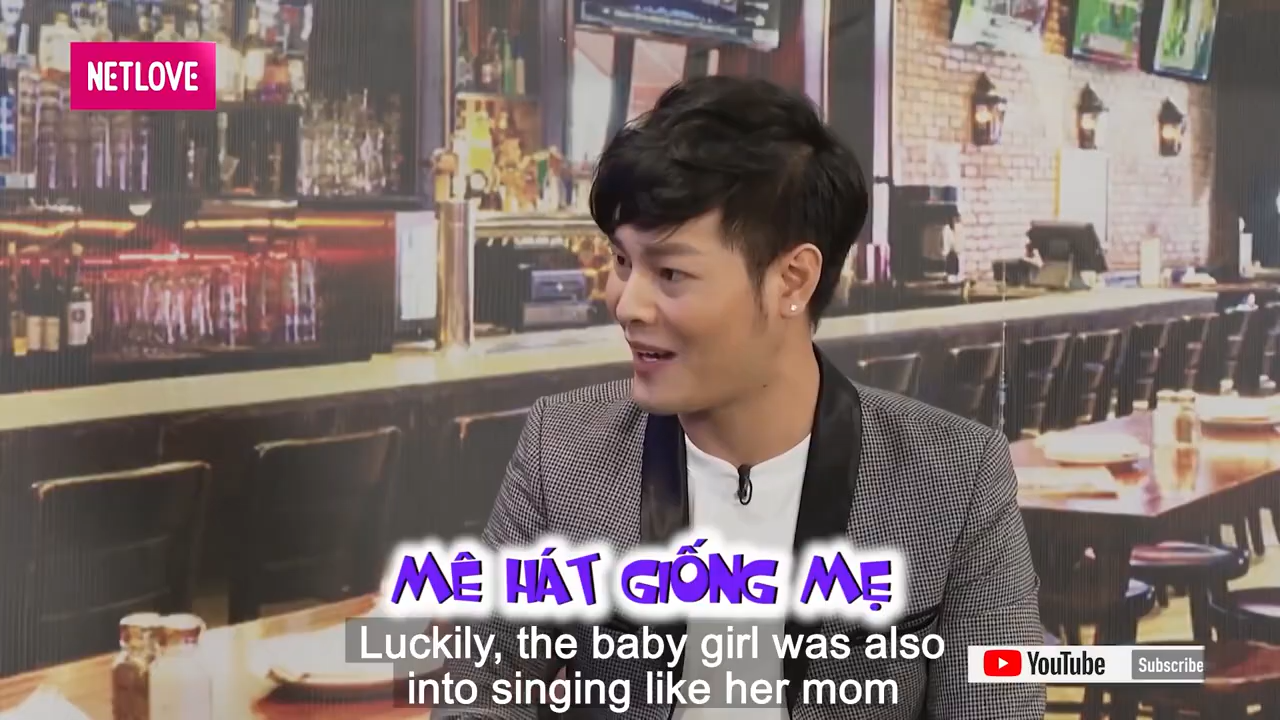 NETLOVE
MÊ HÁT GIỐNG MẸ
Luckily, the baby girl was also
into singing like her mom
YouTube
Subscribe